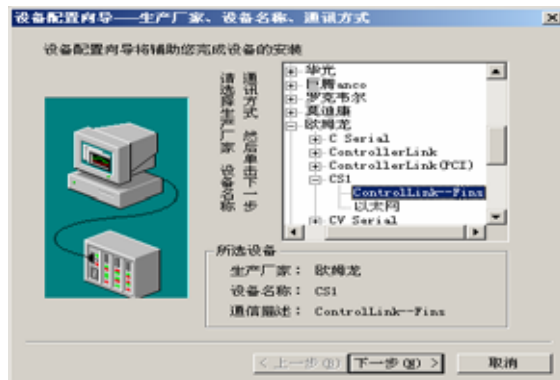 设备配置向导——生产厂家、设备名称、通讯方式
设备配置向导将辅助您完成设备的安装
请选择生产厂家 设备名称
通讯方式 然后单击下一步
华光
巨腾anco
罗克韦尔
莫迪康
欧姆龙
C Serial
ControllerLink
ControllerLink(PCI)
CS1
ControlLink--Fins
以太网
CV Serial
所选设备
生产厂家： 欧姆龙
设备名称： CS1
通信描述： ControlLink--Fins
<上一步(B)
下一步(N) >
取消